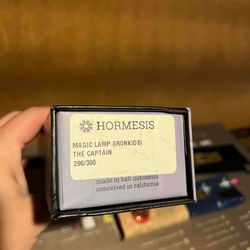 HORMESIS
MAGIC LAMP (IRONKIDS)
THE CAPTAIN
296/300
made in bali indonesia
conceived in california